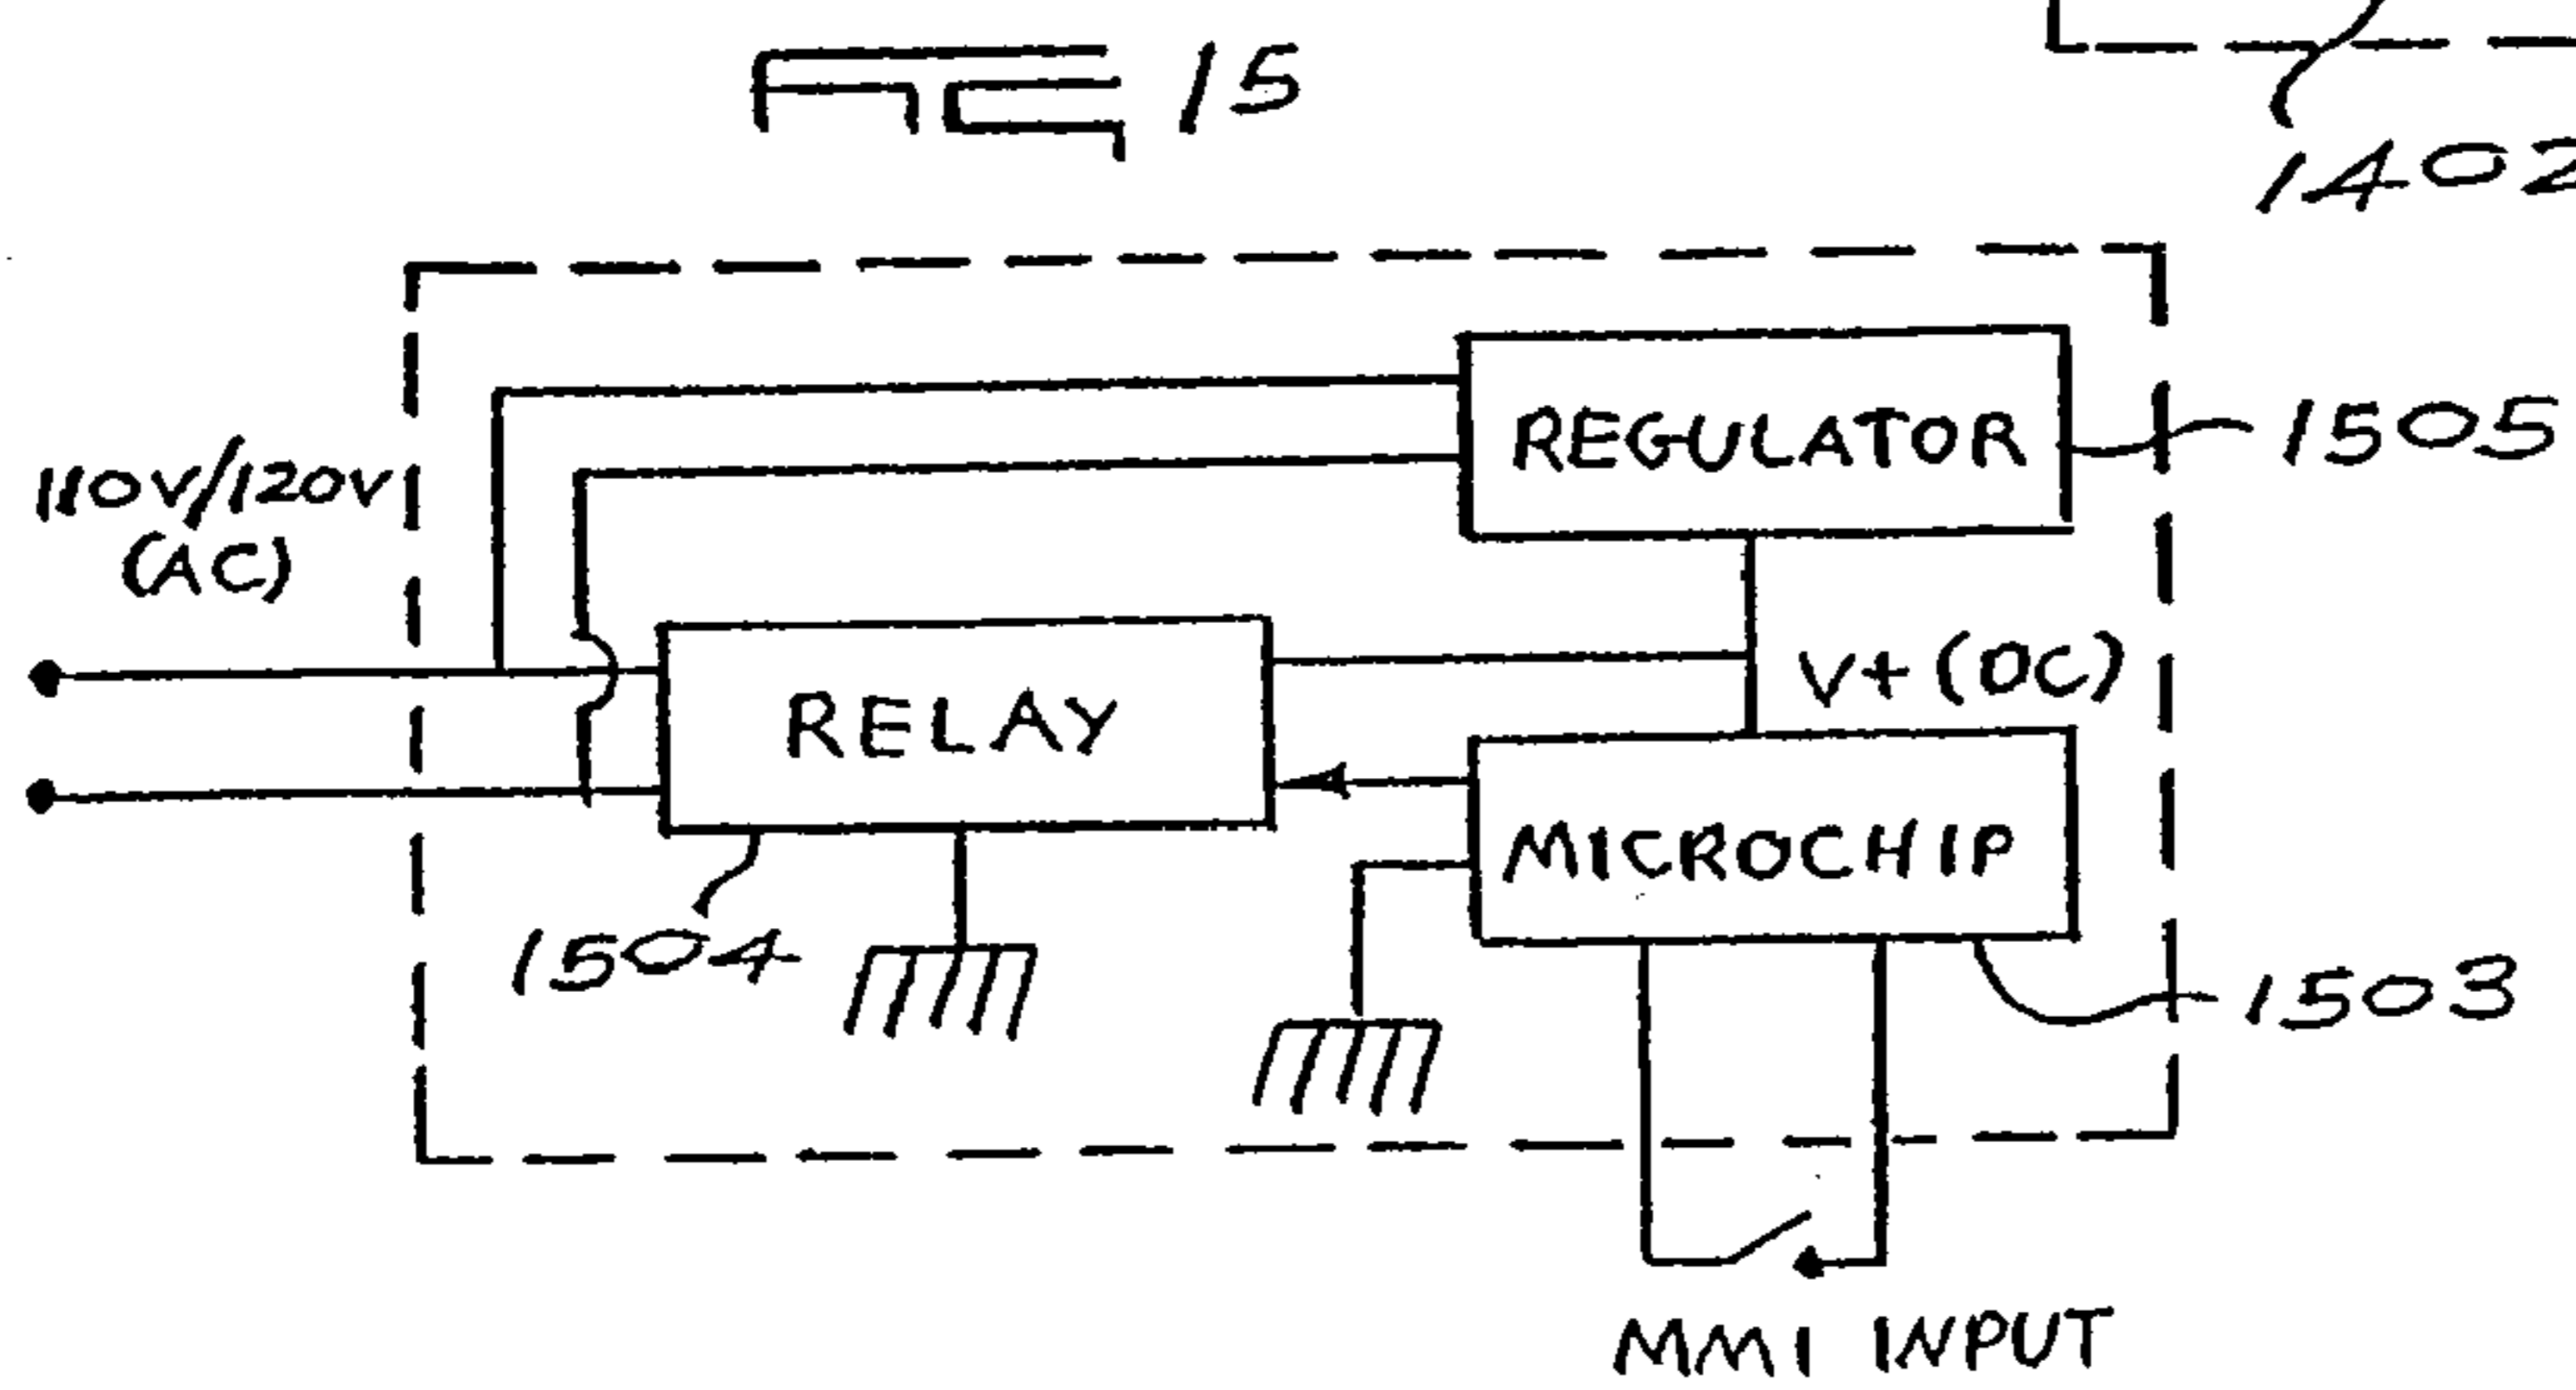 FIG 15
1402
REGULATOR
1505
110V/120V
(AC)
V+ (DC)
RELAY
MICROCHIP
1504
1503
MMI INPUT